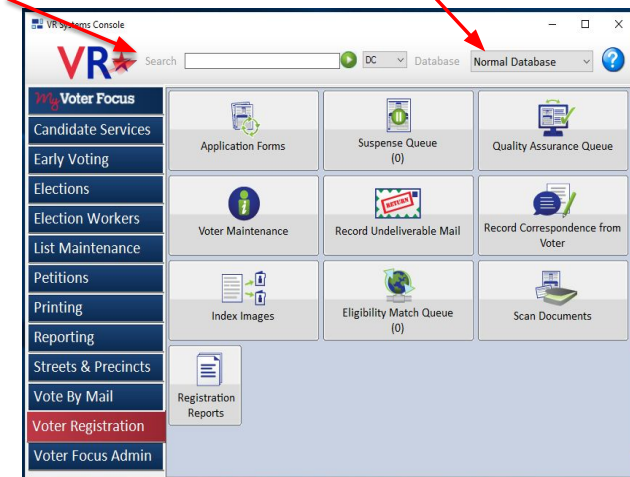 VR Systems Console
VR
Search
DC
Database
Normal Database
?
My Voter Focus
Candidate Services
Early Voting
Elections
Election Workers
List Maintenance
Petitions
Printing
Reporting
Streets & Precincts
Vote By Mail
Voter Registration
Voter Focus Admin
Application Forms
Suspense Queue
(0)
Quality Assurance Queue
i
Voter Maintenance
RETURN
Record Undeliverable Mail
Record Correspondence from
Voter
Index Images
Eligibility Match Queue
(0)
Scan Documents
Registration
Reports